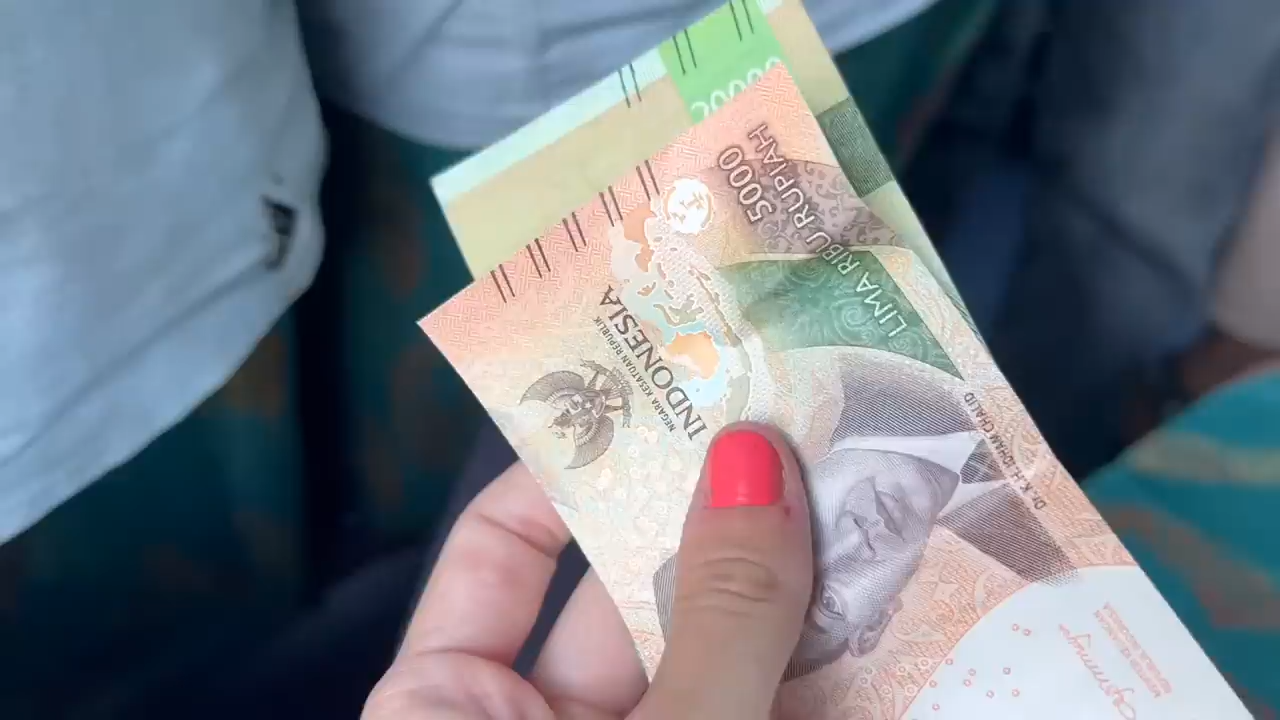 NEGARA KESATUAN REPUBLIK
INDONESIA
5000
LIMA RIBU RUPIAH
Dr. K. H. IDHAM CHALID